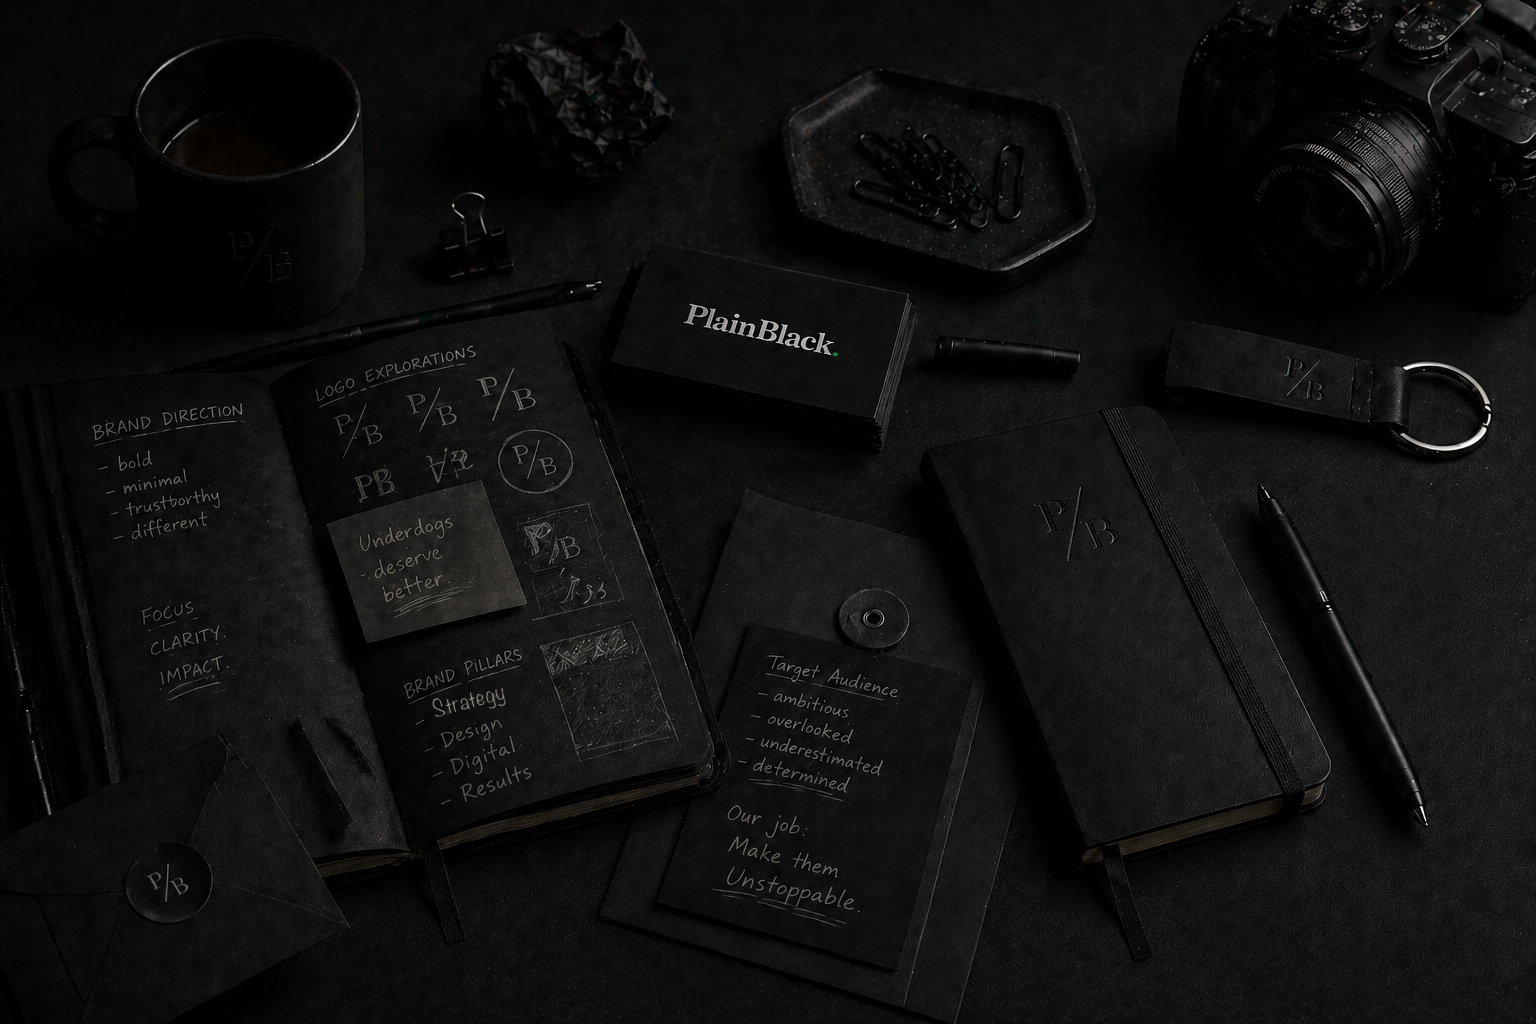 P/B
PlainBlack.
P/B
BRAND DIRECTION
- bold
- minimal
- trustborthy
- different
FOCUS
CLARITY.
IMPACT.
LOGO EXPLORATIONS
P/B P/B P/B
PB
P/B
Underdogs
- deserve
better.
P/B
BRAND PILLARS
- Strategy
- Design
- Digital
- Results
P/B
Target Audience
- ambitious
- overlooked
- underestimated
- determined
Our job:
Make them
Unstoppable.
P/B